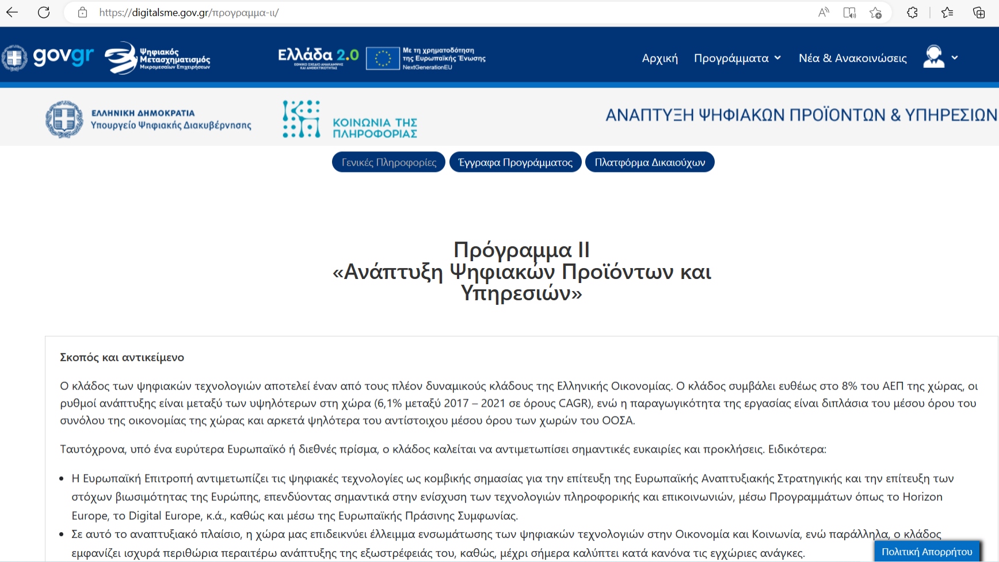 https://digitalsme.gov.gr/προγραμμα-ιι/
govgr
Ψηφιακός
Μετασχηματισμός
Μικρομεσαίων Επιχειρήσεων
Ελλάδα 2.0
ΕΘΝΙΚΟ ΣΧΕΔΙΟ ΑΝΑΚΑΜΨΗΣ
ΚΑΙ ΑΝΘΕΚΤΙΚΟΤΗΤΑΣ
Με τη χρηματοδότηση
της Ευρωπαϊκής Ένωσης
NextGenerationEU
Αρχική Προγράμματα Νέα & Ανακοινώσεις
ΕΛΛΗΝΙΚΗ ΔΗΜΟΚΡΑΤΙΑ
Υπουργείο Ψηφιακής Διακυβέρνησης
ΚΟΙΝΩΝΙΑ ΤΗΣ
ΠΛΗΡΟΦΟΡΙΑΣ
ΑΝΑΠΤΥΞΗ ΨΗΦΙΑΚΩΝ ΠΡΟΪΟΝΤΩΝ & ΥΠΗΡΕΣΙΩΝ
Γενικές Πληροφορίες Έγγραφα Προγράμματος Πλατφόρμα Δικαιούχων
Πρόγραμμα ΙΙ
«Ανάπτυξη Ψηφιακών Προϊόντων και
Υπηρεσιών»
Σκοπός και αντικείμενο
Ο κλάδος των ψηφιακών τεχνολογιών αποτελεί έναν από τους πλέον δυναμικούς κλάδους της Ελληνικής Οικονομίας. Ο κλάδος συμβάλει ευθέως στο 8% του ΑΕΠ της χώρας, οι
ρυθμοί ανάπτυξης είναι μεταξύ των υψηλότερων στη χώρα (6,1% μεταξύ 2017 – 2021 σε όρους CAGR), ενώ η παραγωγικότητα της εργασίας είναι διπλάσια του μέσου όρου του
συνόλου της οικονομίας της χώρας και αρκετά ψηλότερα του αντίστοιχου μέσου όρου των χωρών του ΟΟΣΑ.
Ταυτόχρονα, υπό ένα ευρύτερα Ευρωπαϊκό ή διεθνές πρίσμα, ο κλάδος καλείται να αντιμετωπίσει σημαντικές ευκαιρίες και προκλήσεις. Ειδικότερα:
• Η Ευρωπαϊκή Επιτροπή αντιμετωπίζει τις ψηφιακές τεχνολογίες ως κομβικής σημασίας για την επίτευξη της Ευρωπαϊκής Αναπτυξιακής Στρατηγικής και την επίτευξη των
στόχων βιωσιμότητας της Ευρώπης, επενδύοντας σημαντικά στην ενίσχυση των τεχνολογιών πληροφορικής και επικοινωνιών, μέσω Προγραμμάτων όπως το Horizon
Europe, το Digital Europe, κ.ά., καθώς και μέσω της Ευρωπαϊκής Πράσινης Συμφωνίας.
• Σε αυτό το αναπτυξιακό πλαίσιο, η χώρα μας επιδεικνύει έλλειμμα ενσωμάτωσης των ψηφιακών τεχνολογιών στην Οικονομία και Κοινωνία, ενώ παράλληλα, ο κλάδος
εμφανίζει ισχυρά περιθώρια περαιτέρω ανάπτυξης της εξωστρέφειάς του, καθώς, μέχρι σήμερα καλύπτει κατά κανόνα τις εγχώριες ανάγκες.
Πολιτική Απορρήτου